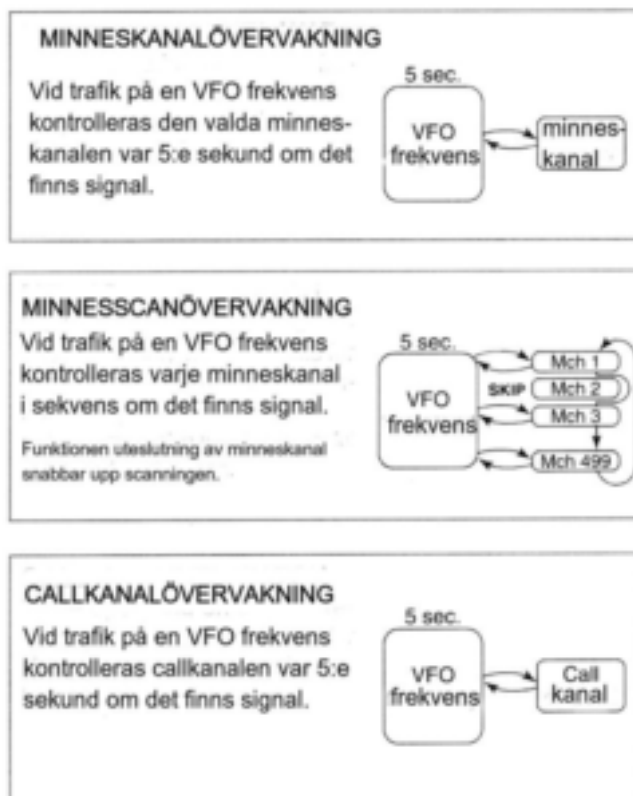 MINNESKANALÖVERVAKNING
Vid trafik på en VFO frekvens
kontrolleras den valda minnes-
kanalen var 5:e sekund om det
finns signal.
5 sec.
VFO
frekvens
minnes-
kanal
MINNESSCANÖVERVAKNING
Vid trafik på en VFO frekvens
kontrolleras varje minneskanal
i sekvens om det finns signal.
Funktionen uteslutning av minneskanal
snabbar upp scanningen.
5 sec.
VFO
frekvens
Mch 1
SKIP
Mch 2
Mch 3
Mch 499
CALLKANALÖVERVAKNING
Vid trafik på en VFO frekvens
kontrolleras callkanalen var 5:e
sekund om det finns signal.
5 sec.
VFO
frekvens
Call
kanal